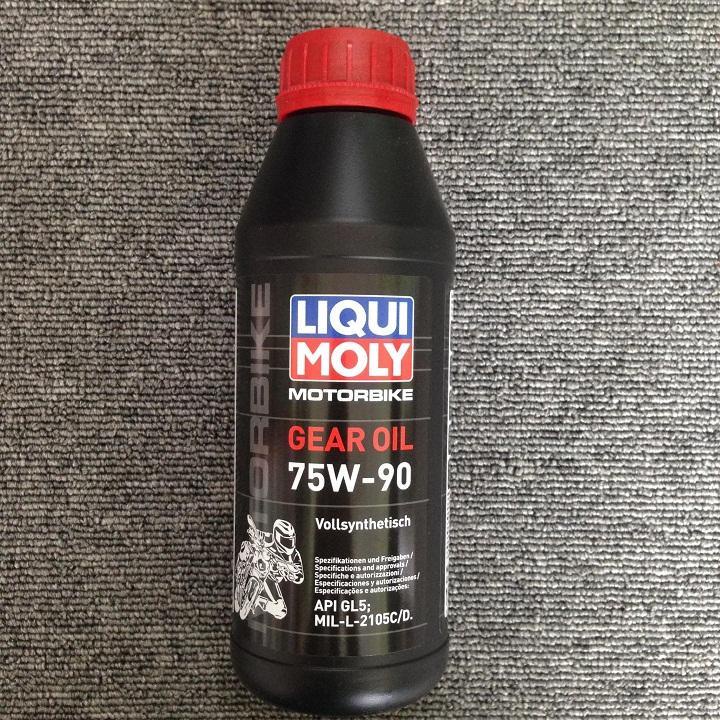 LIQUI
MOLY
MOTORBIKE
GEAR OIL
75W-90
Vollsynthetisch
Spezifikationen und Freigaben /
Specifications and approvals /
Specifiche e autorizzazioni /
Especificaciones y autorizaciones /
Especificações e autorizações:
API GL5;
MIL-L-2105C/D.
TORBIKE